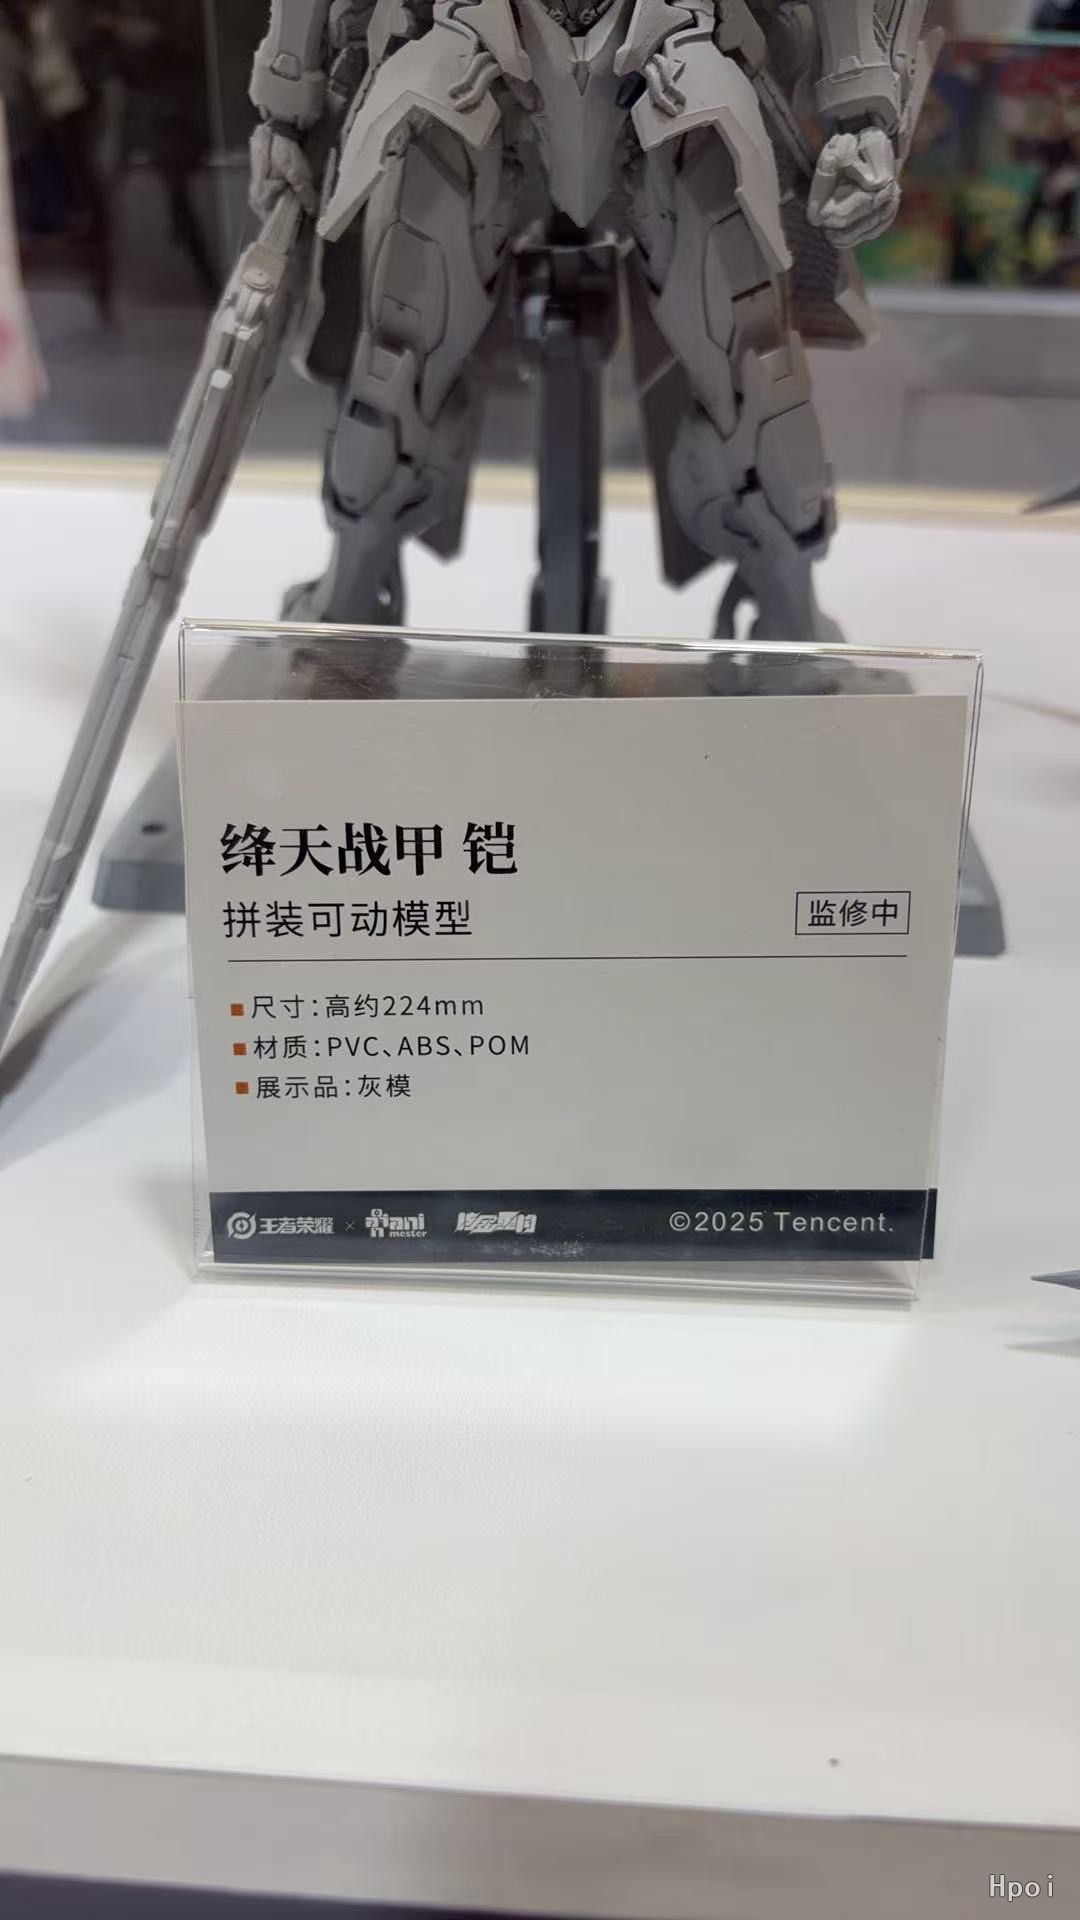 绛天战甲 铠
拼装可动模型
监修中
尺寸：高约224mm
材质：PVC、ABS、POM
展示品：灰模
王者荣耀 × mester
©2025 Tencent.
Hpoi